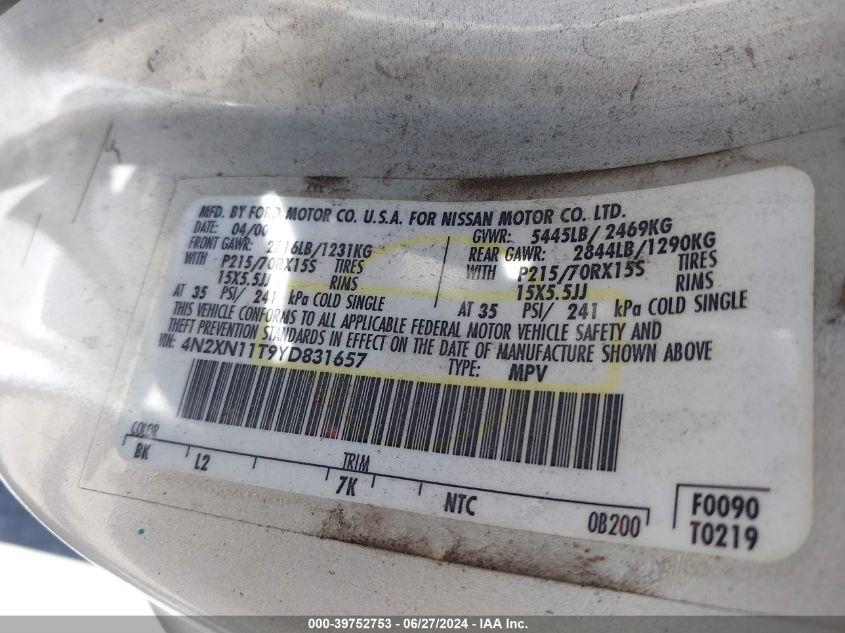 MFD. BY FORD MOTOR CO. U.S.A. FOR NISSAN MOTOR CO. LTD.
DATE: 04/00 GVWR: 5445LB/ 2469KG
FRONT GAWR: 2716LB/1231KG REAR GAWR: 2844LB/1290KG
WITH P215/70RX15S TIRES WITH P215/70RX15S TIRES
15X5.5JJ RIMS 15X5.5JJ RIMS
AT 35 PSI/ 241 kPa COLD SINGLE AT 35 PSI/ 241 kPa COLD SINGLE
THIS VEHICLE CONFORMS TO ALL APPLICABLE FEDERAL MOTOR VEHICLE SAFETY AND
THEFT PREVENTION STANDARDS IN EFFECT ON THE DATE OF MANUFACTURE SHOWN ABOVE
VIN: 4N2XN11T9YD831657 TYPE: MPV
COLOR
BK L2 TRIM
7K NTC 0B200
F0090
T0219
000-39752753 - 06/27/2024 - IAA Inc.